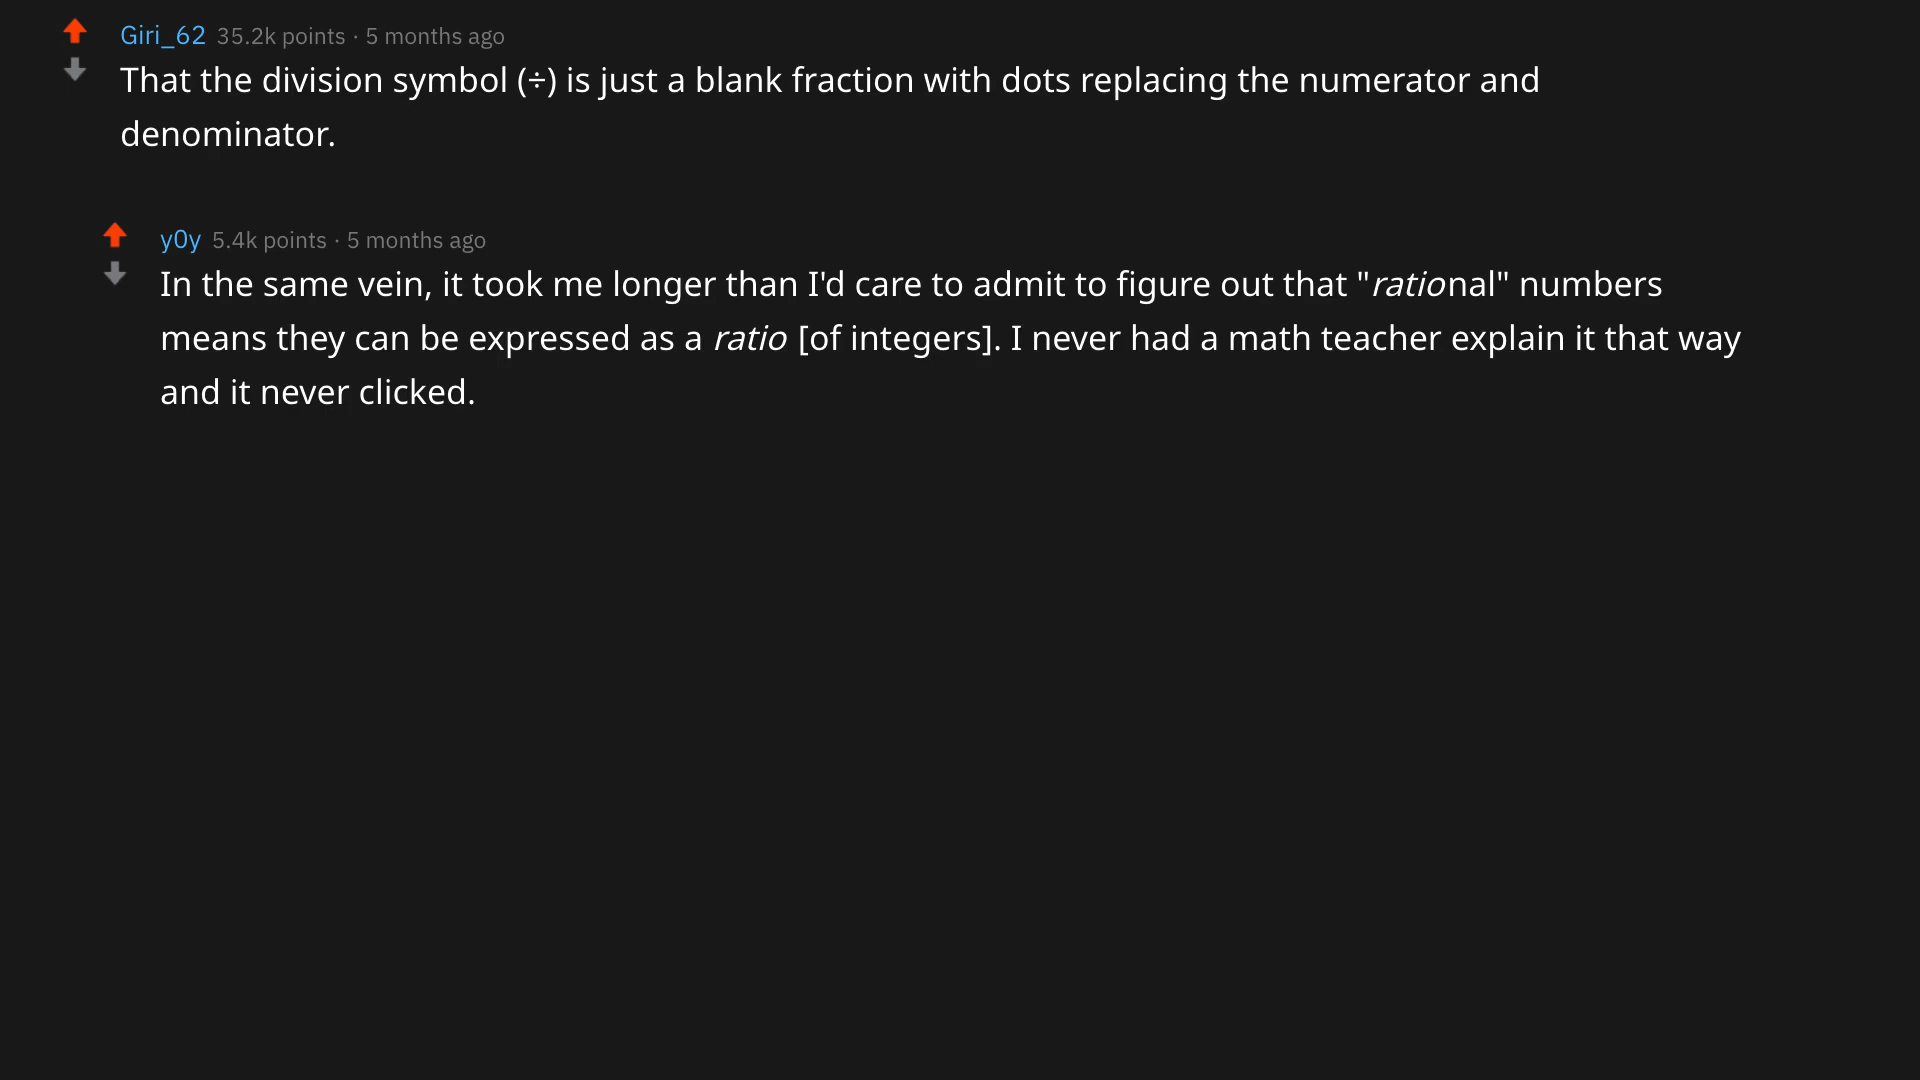 Giri_62 35.2k points · 5 months ago
That the division symbol (÷) is just a blank fraction with dots replacing the numerator and
denominator.
y0y 5.4k points · 5 months ago
In the same vein, it took me longer than I'd care to admit to figure out that "rational" numbers
means they can be expressed as a ratio [of integers]. I never had a math teacher explain it that way
and it never clicked.